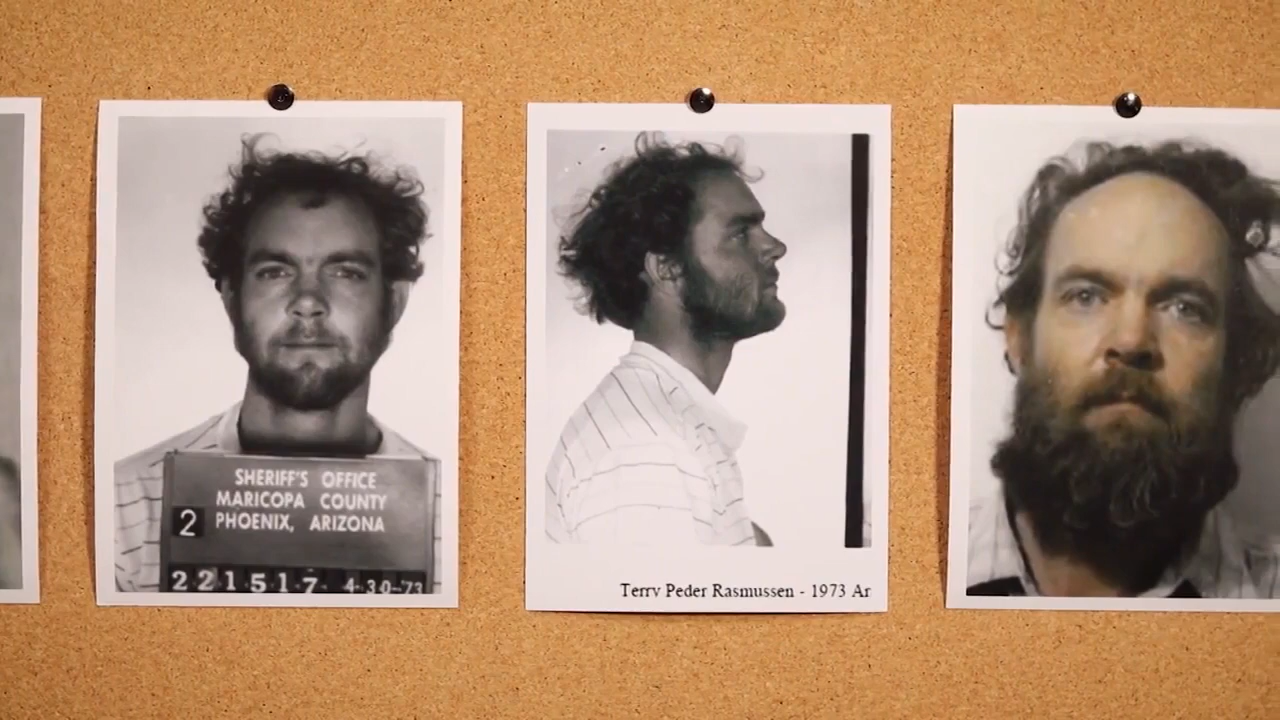 SHERIFF'S OFFICE
MARICOPA COUNTY
PHOENIX, ARIZONA
2
221517 4-30-'73
Terry Peder Rasmussen - 1973 Ar